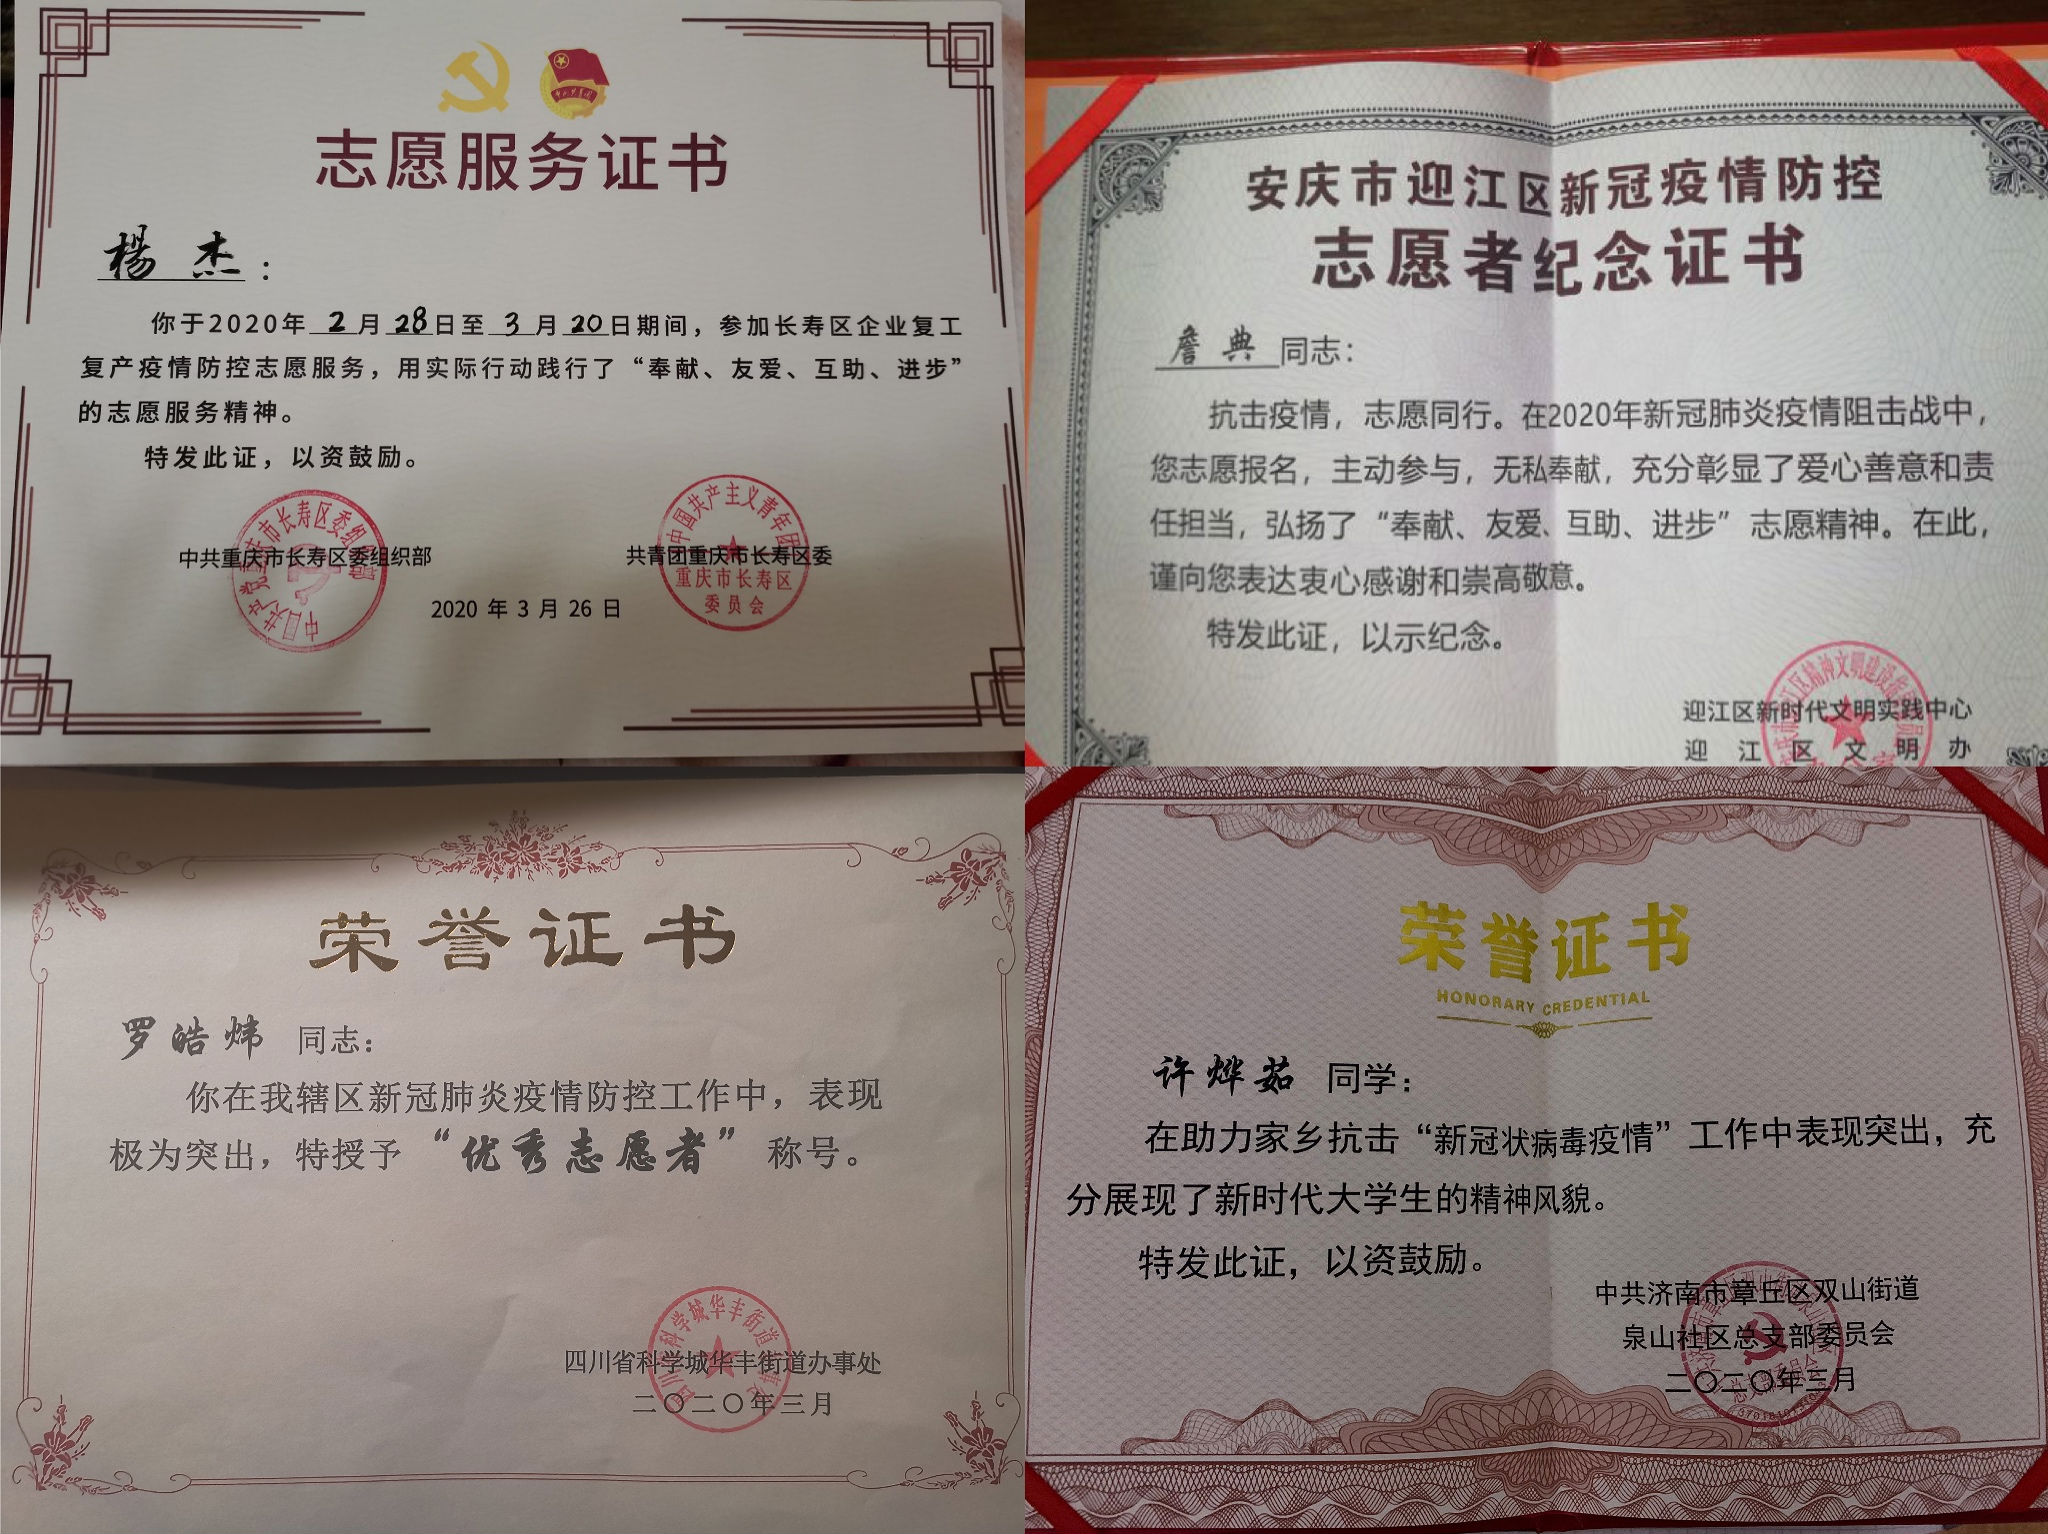 志愿服务证书
楊 杰：
你于2020年 2 月 28 日至 3 月 20 日期间，参加长寿区企业复工
复产疫情防控志愿服务，用实际行动践行了“奉献、友爱、互助、进步”
的志愿服务精神。
特发此证，以资鼓励。
中共重庆市长寿区委组织部
共青团重庆市长寿区委
重庆市长寿区
委员会
2020 年 3 月 26 日
安庆市迎江区新冠疫情防控
志愿者纪念证书
詹 典 同志：
抗击疫情，志愿同行。在2020年新冠肺炎疫情阻击战中，
您志愿报名，主动参与，无私奉献，充分彰显了爱心善意和责
任担当，弘扬了“奉献、友爱、互助、进步”志愿精神。在此，
谨向您表达衷心感谢和崇高敬意。
特发此证，以示纪念。
迎江区新时代文明实践中心
迎江区文明办
荣誉证书
罗皓炜 同志：
你在我辖区新冠肺炎疫情防控工作中，表现
极为突出，特授予“优秀志愿者”称号。
四川省科学城华丰街道办事处
二〇二〇年三月
荣誉证书
HONORARY CREDENTIAL
许烨茹 同学：
在助力家乡抗击“新冠状病毒疫情”工作中表现突出，充
分展现了新时代大学生的精神风貌。
特发此证，以资鼓励。
中共济南市章丘区双山街道
泉山社区总支部委员会
二〇二〇年三月